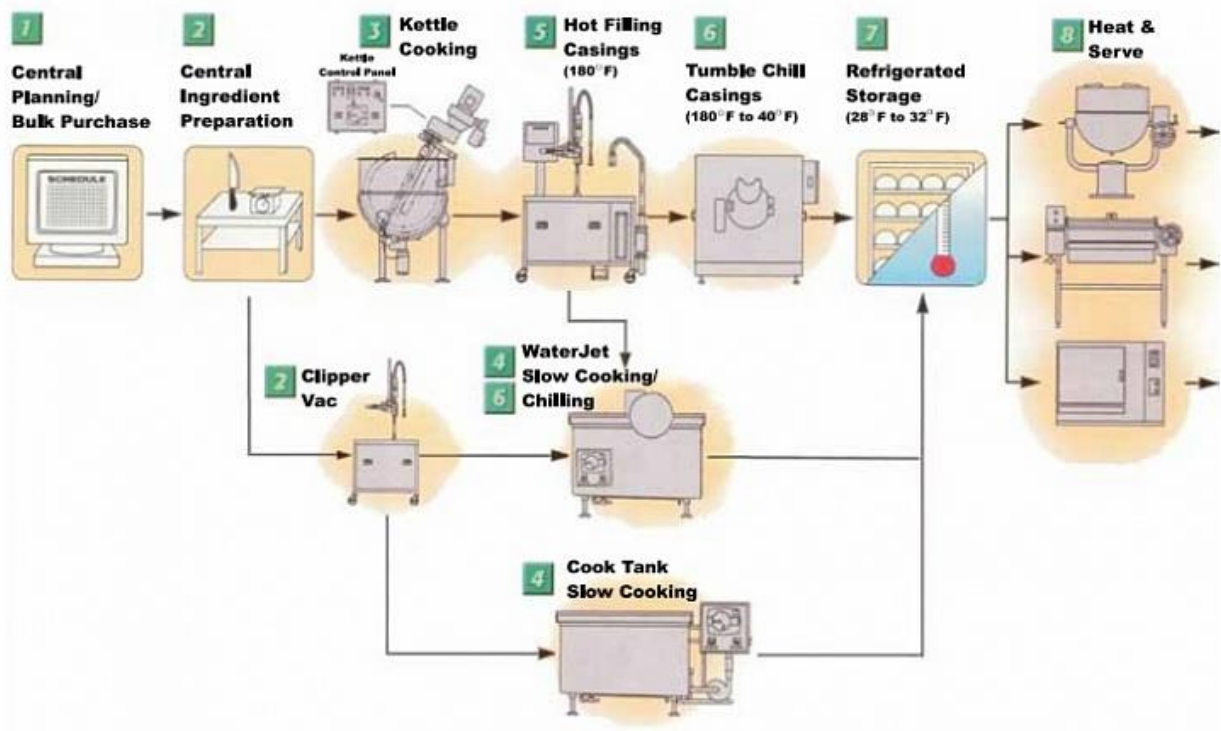 1
Central
Planning/
Bulk Purchase
SCHEDULE
2
Central
Ingredient
Preparation
3
Kettle
Cooking
Kettle
Control Panel
5
Hot Filling
Casings
(180°F)
6
Tumble Chill
Casings
(180°F to 40°F)
7
Refrigerated
Storage
(28°F to 32°F)
8
Heat &
Serve
2
Clipper
Vac
4
WaterJet
Slow Cooking/
6
Chilling
4
Cook Tank
Slow Cooking